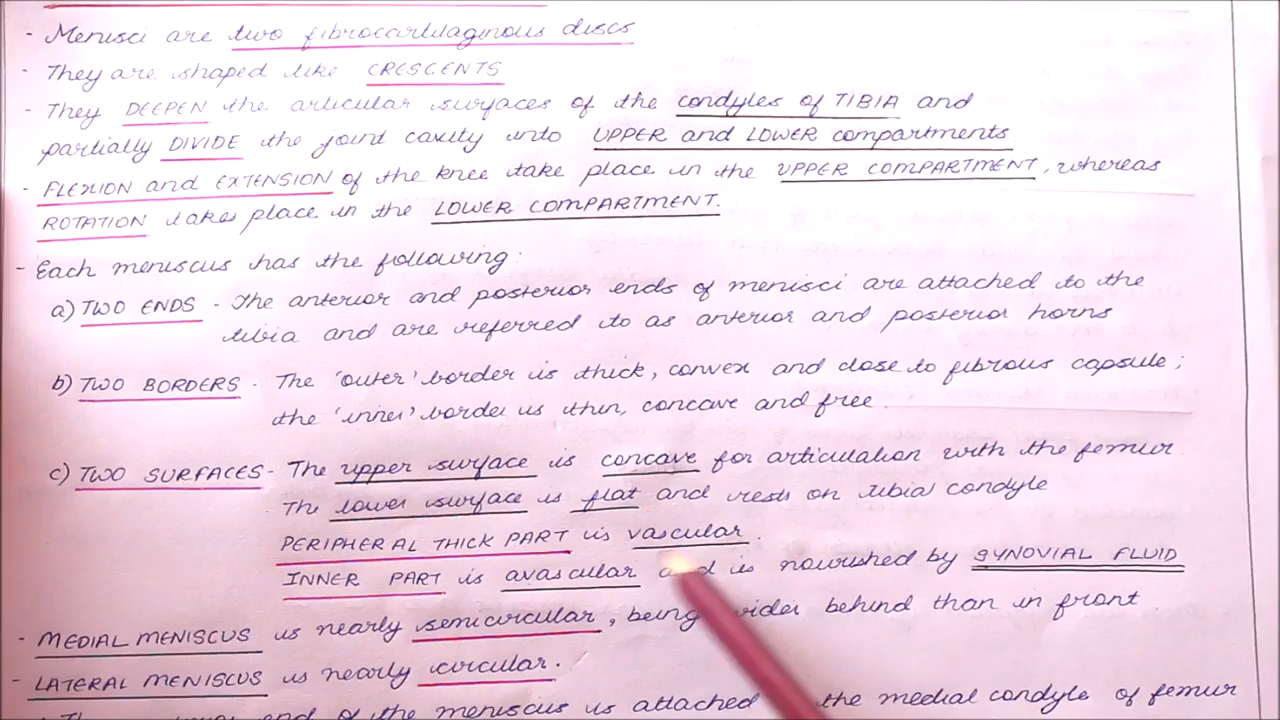 - Menisci are two fibrocartilaginous discs
- They are shaped like CRESCENTS
- They DEEPEN the articular surfaces of the condyles of TIBIA and
partially DIVIDE the joint cavity into UPPER and LOWER compartments
- FLEXION and EXTENSION of the knee take place in the UPPER COMPARTMENT, whereas
ROTATION takes place in the LOWER COMPARTMENT.
- Each meniscus has the following:
a) TWO ENDS - The anterior and posterior ends of menisci are attached to the
tibia and are referred to as anterior and posterior horns
b) TWO BORDERS - The 'outer' border is thick, convex and close to fibrous capsule;
the 'inner' border is thin, concave and free.
c) TWO SURFACES - The upper surface is concave for articulation with the femur
The lower surface is flat and rests on tibial condyle
PERIPHERAL THICK PART is vascular.
INNER PART is avascular and is nourished by SYNOVIAL FLUID
- MEDIAL MENISCUS is nearly semicircular, being wider behind than in front.
- LATERAL MENISCUS is nearly circular.
end of the meniscus is attached the medial condyle of femur